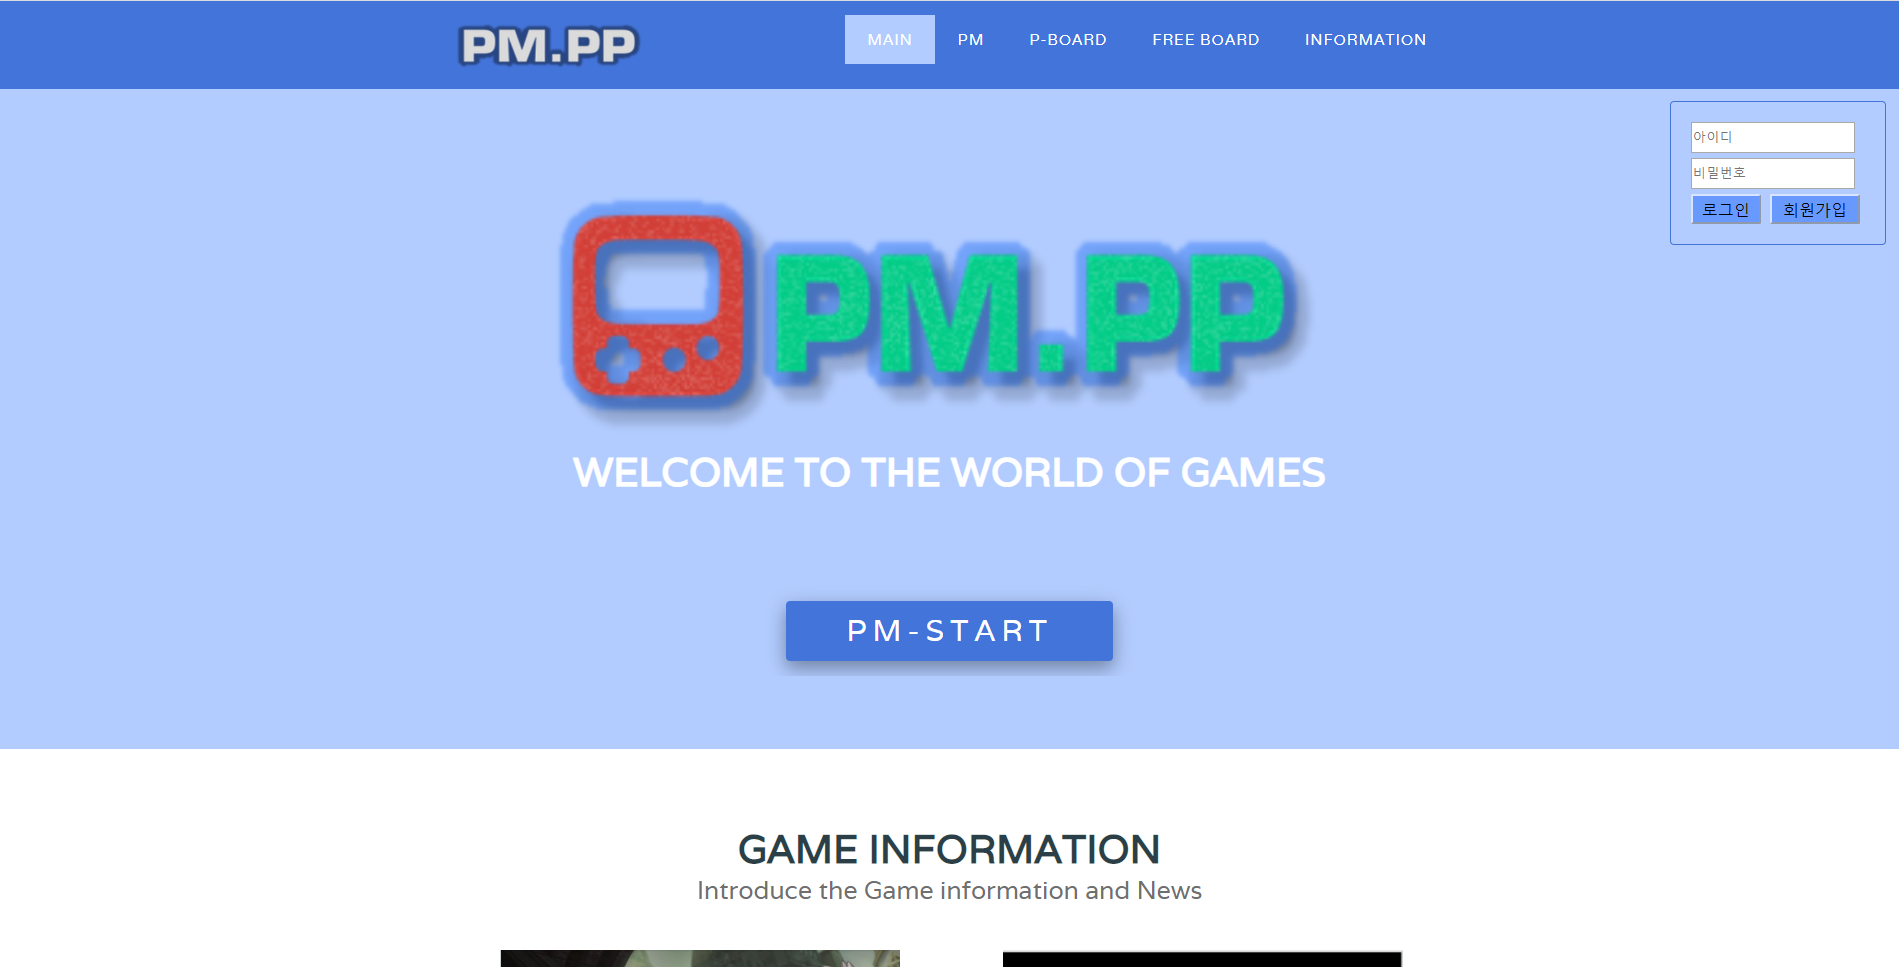 PM.PP
MAIN PM P-BOARD FREE BOARD INFORMATION
아이디
비밀번호
로그인 회원가입
PM.PP
WELCOME TO THE WORLD OF GAMES
PM-START
GAME INFORMATION
Introduce the Game information and News